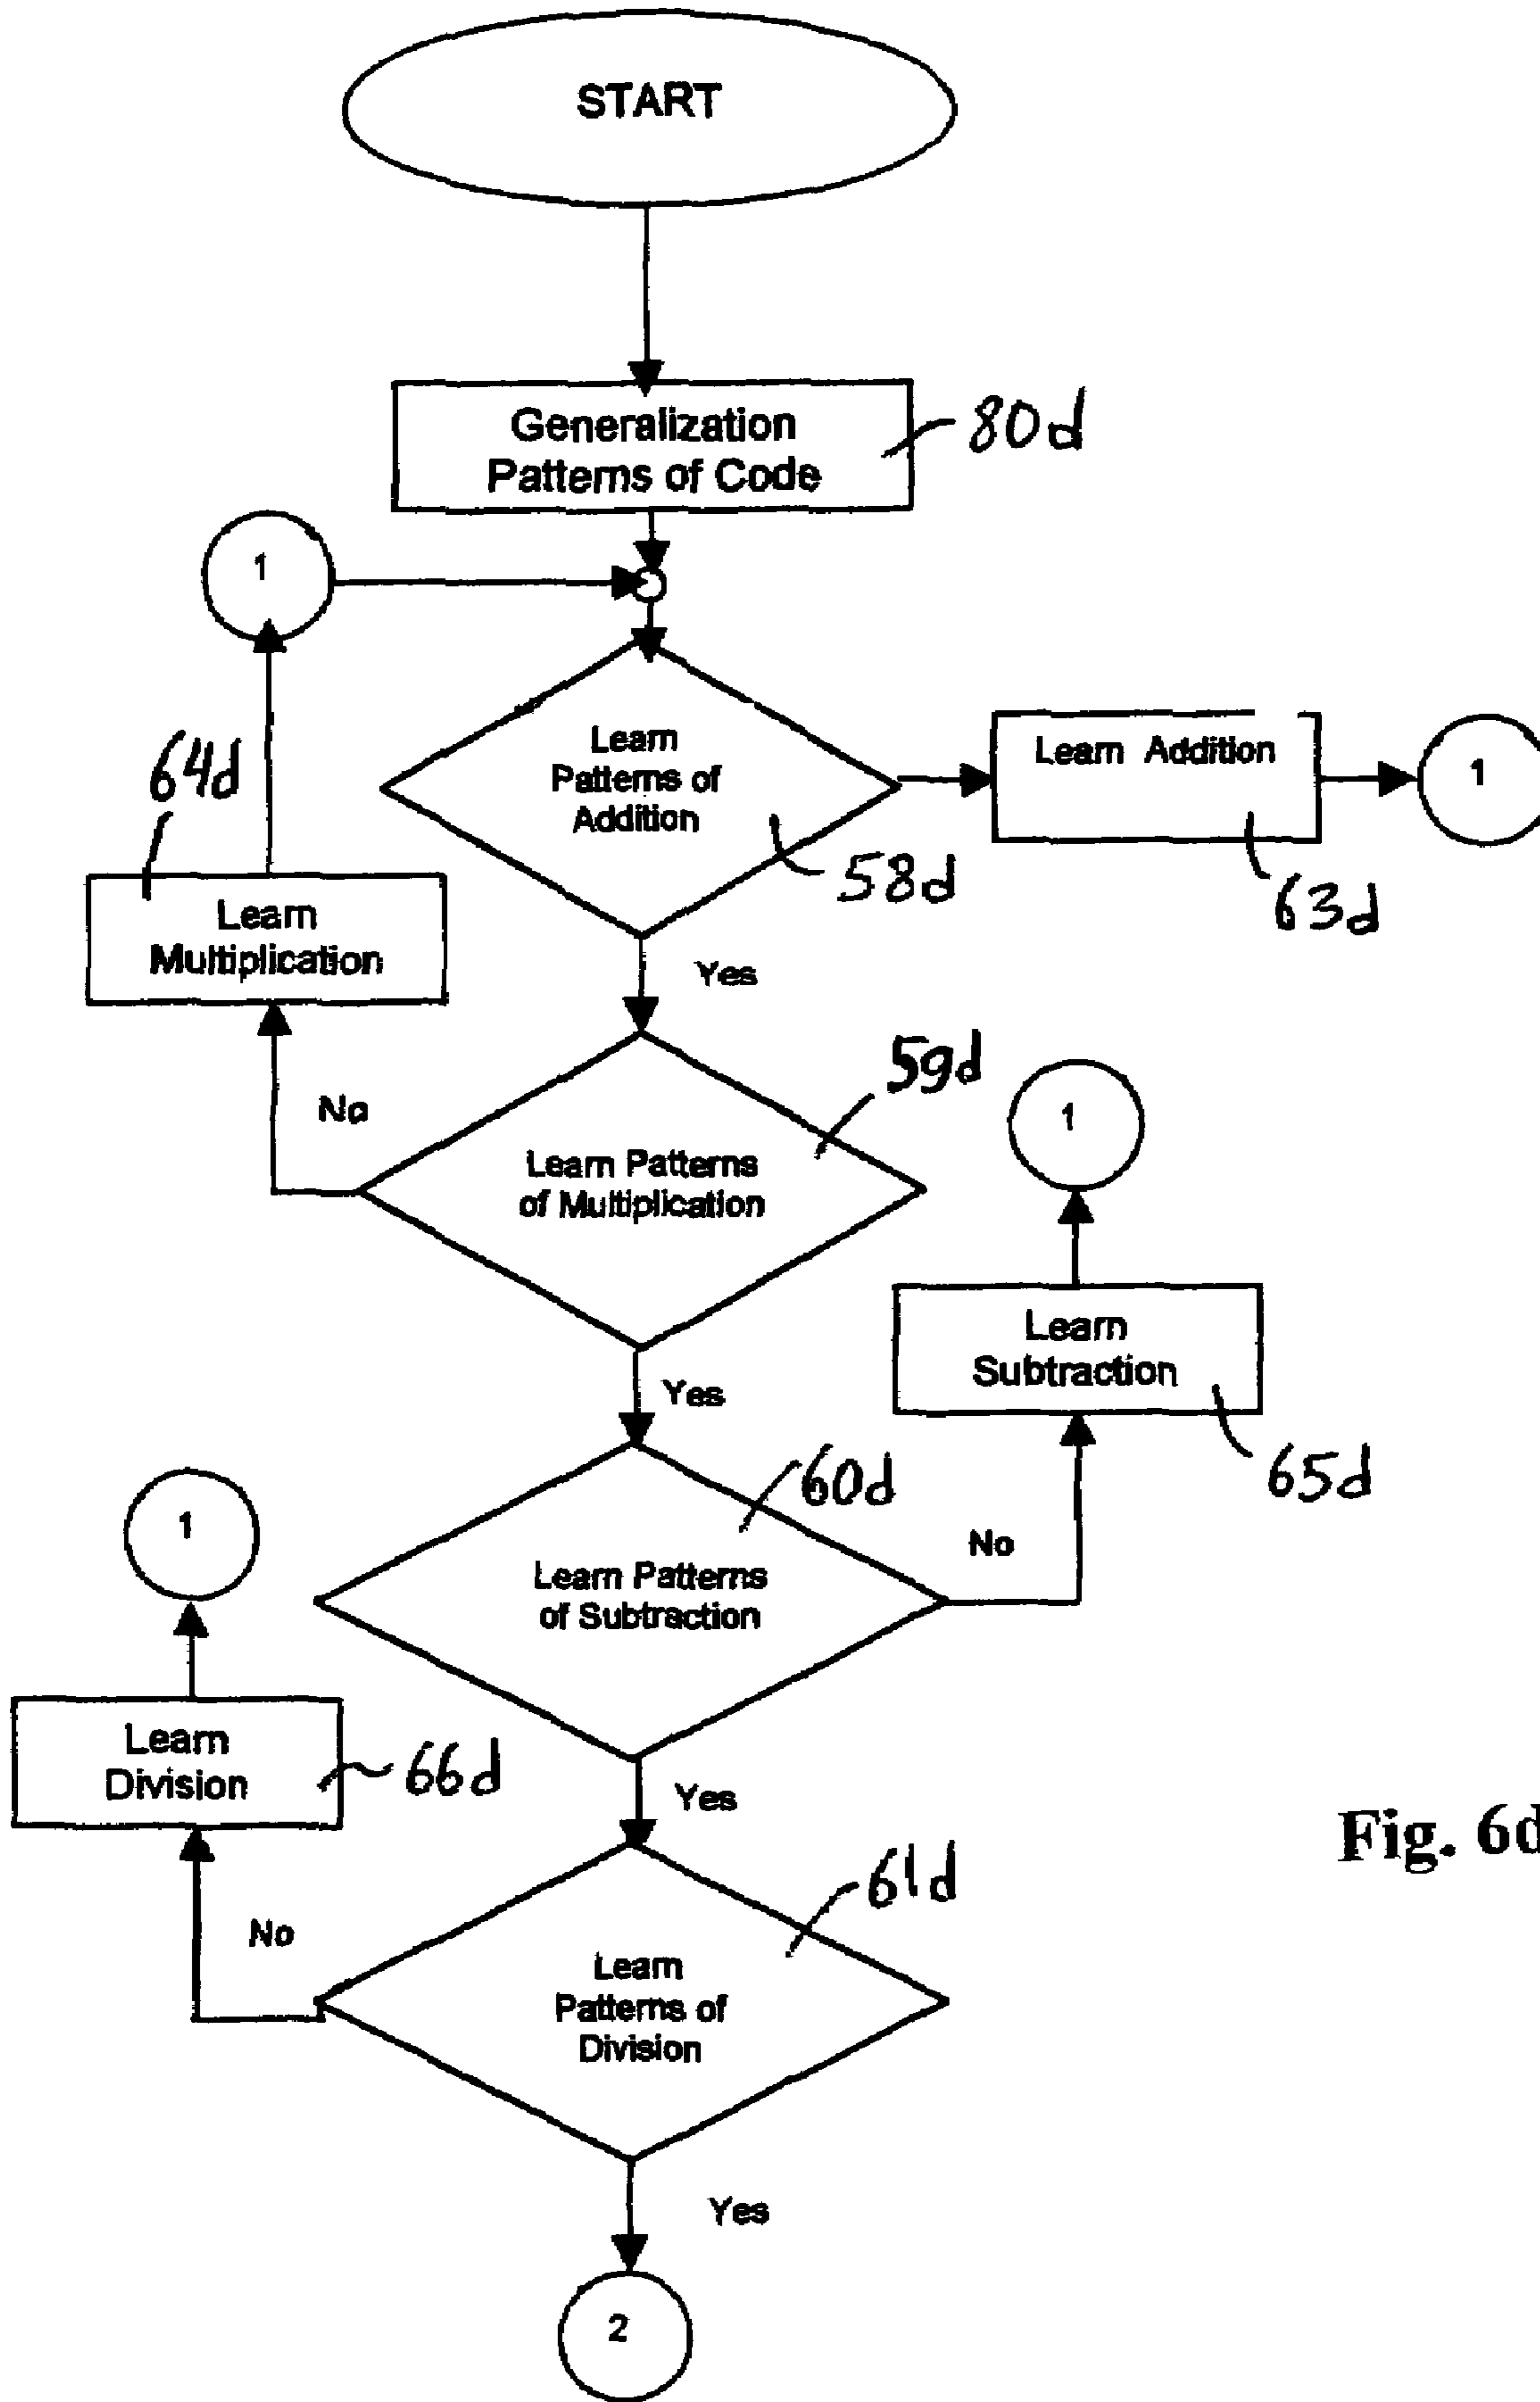 START
Generalization
Patterns of Code
80d
1
Learn
Patterns of
Addition
58d
Learn Addition
63d
1
64d
Learn
Multiplication
Yes
59d
No
Learn Patterns
of Multiplication
1
Learn
Subtraction
65d
Yes
60d
No
Learn Patterns
of Subtraction
1
Learn
Division
66d
Yes
61d
No
Learn
Patterns of
Division
Fig. 6d
Yes
2